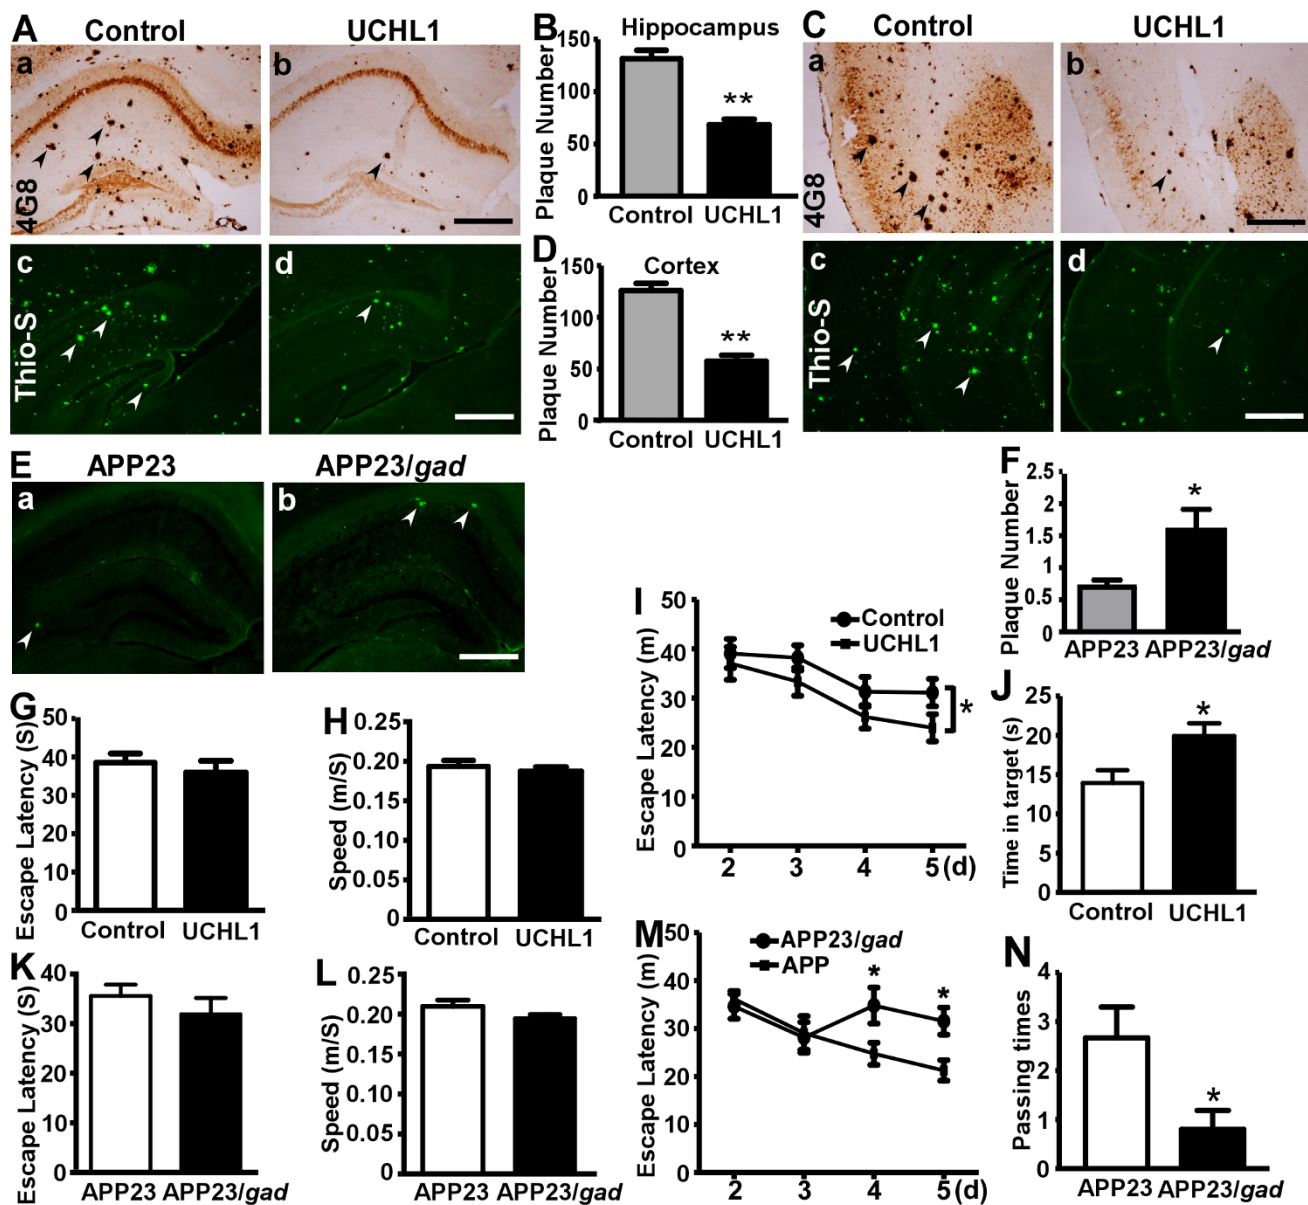 A
Control
UCHL1
a
b
4G8
c
d
Thio-S
B
Hippocampus
Plaque Number
150
100
50
0
**
Control
UCHL1
D
Cortex
Plaque Number
150
100
50
0
**
Control
UCHL1
C
Control
UCHL1
a
b
4G8
c
d
Thio-S
E
APP23
APP23/gad
a
b
F
Plaque Number
2.5
2
1.5
1
0.5
0
*
APP23
APP23/gad
G
Escape Latency (S)
50
40
30
20
10
0
Control
UCHL1
H
Speed (m/S)
0.25
0.20
0.15
0.10
0.05
0
Control
UCHL1
I
Escape Latency (m)
50
40
30
20
10
0
Control
UCHL1
*
2
3
4
5
(d)
J
Time in target (s)
25
20
15
10
5
0
*
Control
UCHL1
K
Escape Latency (S)
40
30
20
10
0
APP23
APP23/gad
L
Speed (m/S)
0.25
0.20
0.15
0.10
0.05
0
APP23
APP23/gad
M
Escape Latency (m)
50
40
30
20
10
0
APP23/gad
APP
*
*
2
3
4
5
(d)
N
Passing times
4
3
2
1
0
*
APP23
APP23/gad